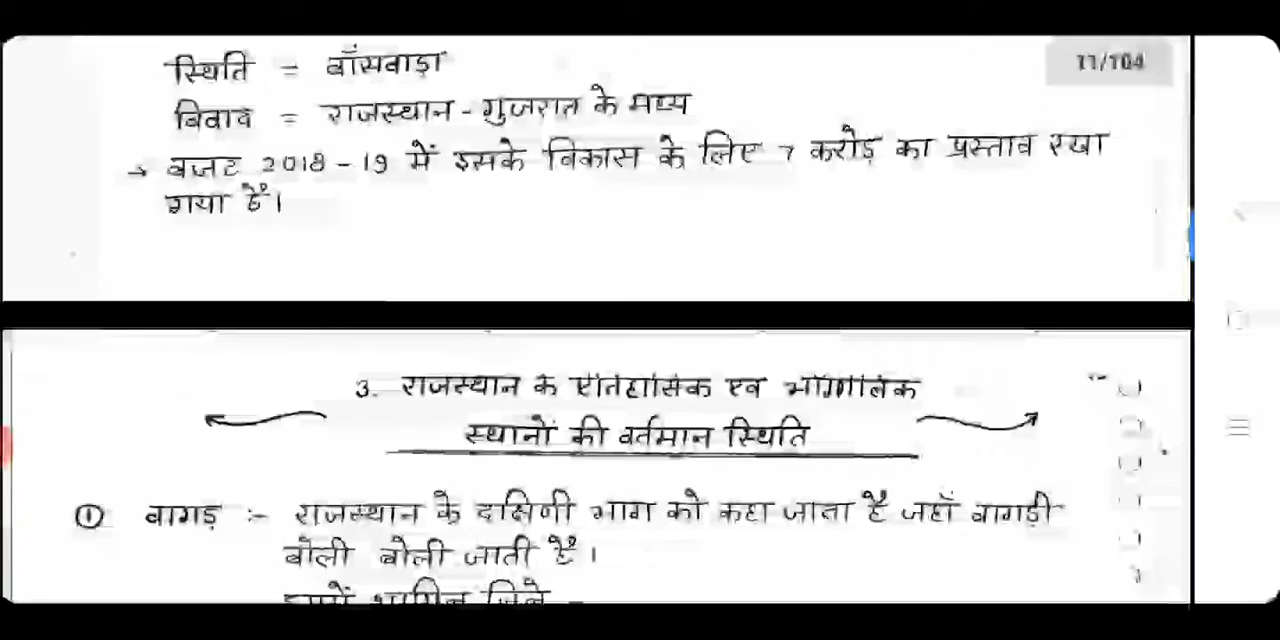 11/104
स्थिति = बाँसवाड़ा
विवाद = राजस्थान - गुजरात के मध्य
→ बजट 2018 - 19 में इसके विकास के लिए 7 करोड़ का प्रस्ताव रखा
गया है।
3. राजस्थान के ऐतिहासिक एवं भौगोलिक
स्थानों की वर्तमान स्थिति
① वागड़ :- राजस्थान के दक्षिणी भाग को कहा जाता है जहाँ वागड़ी
बोली बोली जाती है।
इसमें शामिल जिले -